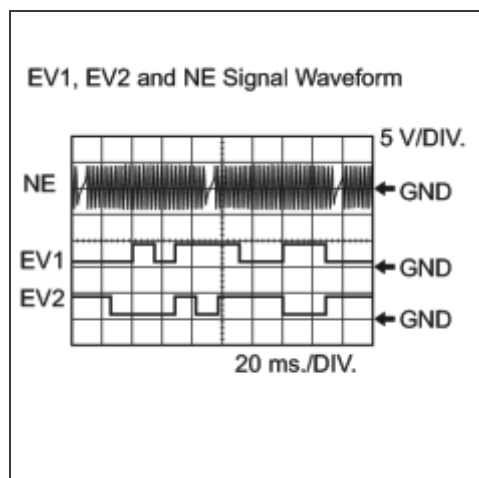 EV1, EV2 and NE Signal Waveform
5 V/DIV.
NE
GND
EV1
GND
EV2
GND
20 ms./DIV.